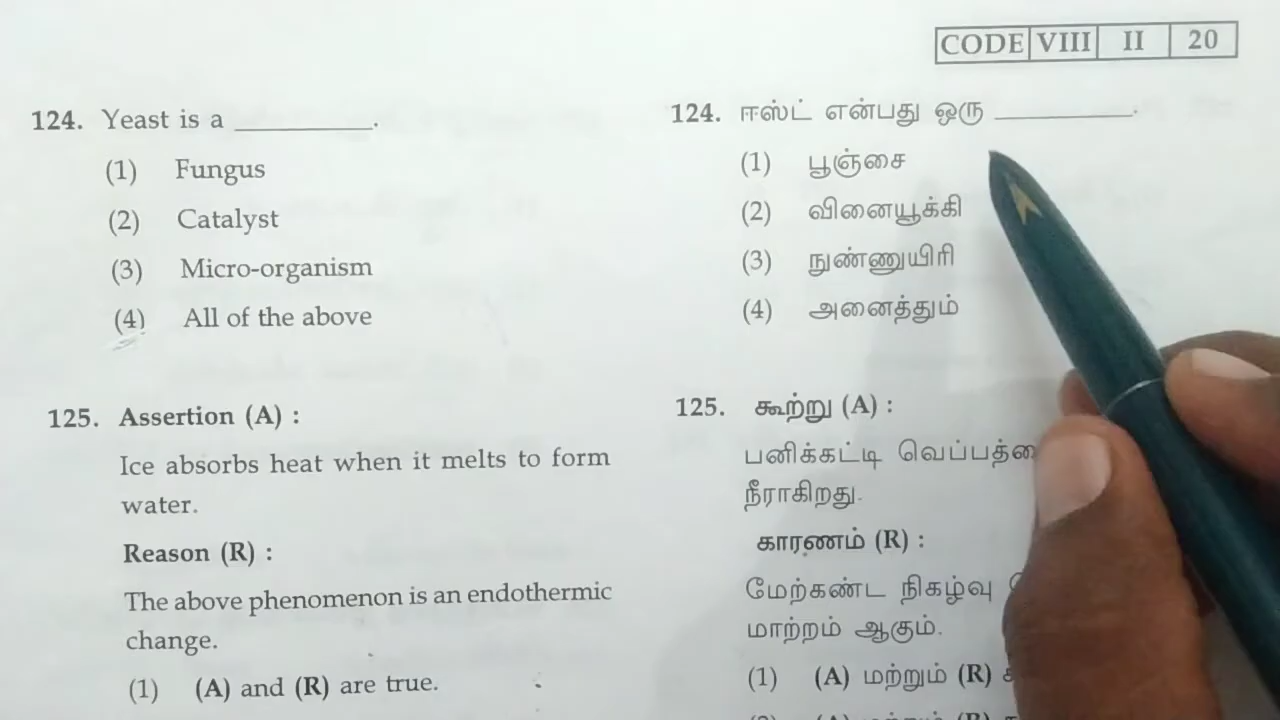 CODE VIII II 20
124. Yeast is a __________.
(1) Fungus
(2) Catalyst
(3) Micro-organism
(4) All of the above
125. Assertion (A) :
Ice absorbs heat when it melts to form
water.
Reason (R) :
The above phenomenon is an endothermic
change.
(1) (A) and (R) are true.
124. ஈஸ்ட் என்பது ஒரு __________.
(1) பூஞ்சை
(2) வினையூக்கி
(3) நுண்ணுயிரி
(4) அனைத்தும்
125. கூற்று (A) :
பனிக்கட்டி
நீராகிறது.
காரணம் (R) :
மேற்கண்ட நிகழ்வு
மாற்றம் ஆகும்.
(1) (A) மற்றும் (R)